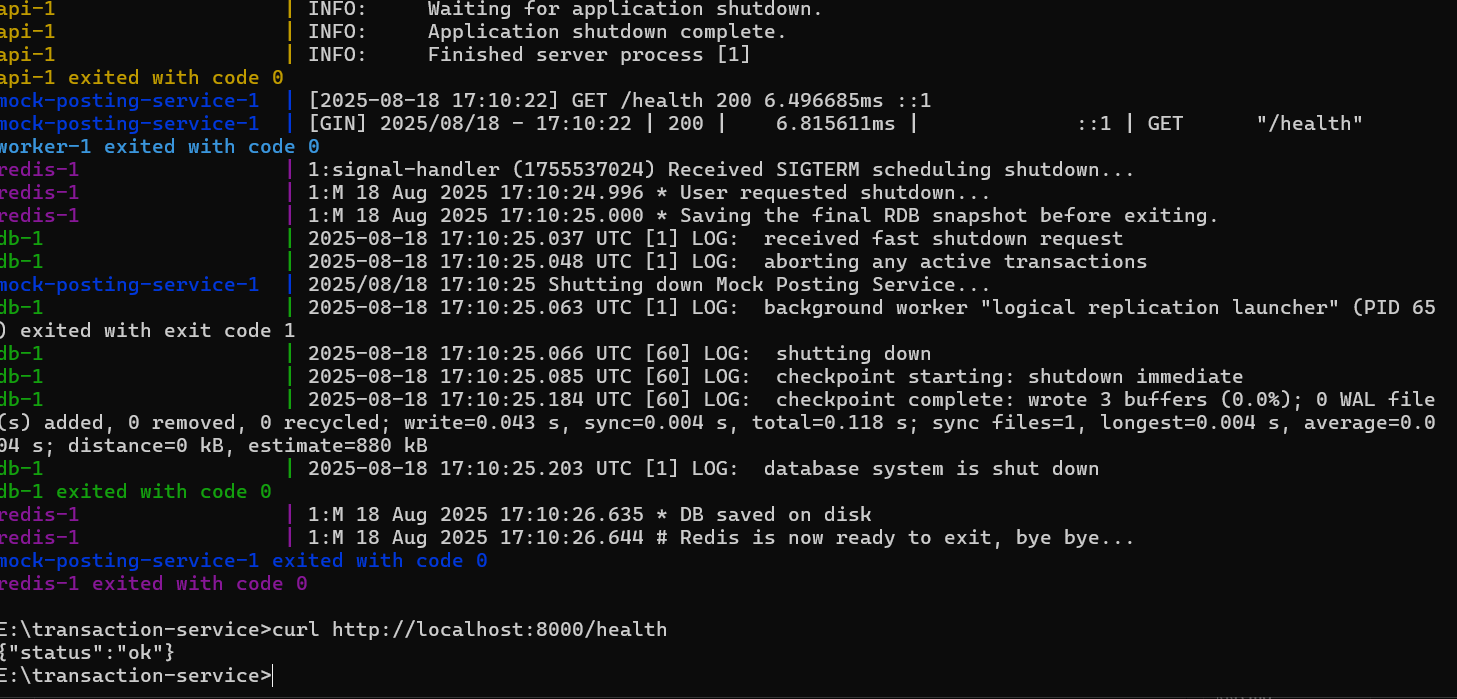 api-1                    | INFO:     Waiting for application shutdown.
api-1                    | INFO:     Application shutdown complete.
api-1                    | INFO:     Finished server process [1]
api-1 exited with code 0
mock-posting-service-1  | [2025-08-18 17:10:22] GET /health 200 6.496685ms ::1
mock-posting-service-1  | [GIN] 2025/08/18 - 17:10:22 | 200 |    6.815611ms |             ::1 | GET      "/health"
worker-1 exited with code 0
redis-1                  | 1:signal-handler (1755537024) Received SIGTERM scheduling shutdown...
redis-1                  | 1:M 18 Aug 2025 17:10:24.996 * User requested shutdown...
redis-1                  | 1:M 18 Aug 2025 17:10:25.000 * Saving the final RDB snapshot before exiting.
db-1                     | 2025-08-18 17:10:25.037 UTC [1] LOG:  received fast shutdown request
db-1                     | 2025-08-18 17:10:25.048 UTC [1] LOG:  aborting any active transactions
mock-posting-service-1  | 2025/08/18 17:10:25 Shutting down Mock Posting Service...
db-1                     | 2025-08-18 17:10:25.063 UTC [1] LOG:  background worker "logical replication launcher" (PID 65
) exited with exit code 1
db-1                     | 2025-08-18 17:10:25.066 UTC [60] LOG:  shutting down
db-1                     | 2025-08-18 17:10:25.085 UTC [60] LOG:  checkpoint starting: shutdown immediate
db-1                     | 2025-08-18 17:10:25.184 UTC [60] LOG:  checkpoint complete: wrote 3 buffers (0.0%); 0 WAL file
(s) added, 0 removed, 0 recycled; write=0.043 s, sync=0.004 s, total=0.118 s; sync files=1, longest=0.004 s, average=0.0
04 s; distance=0 kB, estimate=880 kB
db-1                     | 2025-08-18 17:10:25.203 UTC [1] LOG:  database system is shut down
db-1 exited with code 0
redis-1                  | 1:M 18 Aug 2025 17:10:26.635 * DB saved on disk
redis-1                  | 1:M 18 Aug 2025 17:10:26.644 # Redis is now ready to exit, bye bye...
mock-posting-service-1 exited with code 0
redis-1 exited with code 0
E:\transaction-service>curl http://localhost:8000/health
{"status":"ok"}
E:\transaction-service>